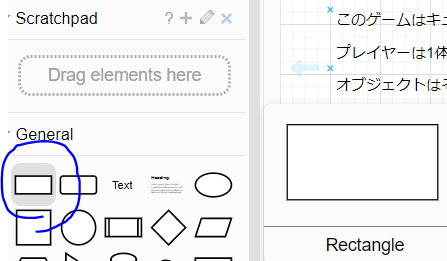 Scratchpad
?
Drag elements here
General
Text
Heading
このゲームはキュ
プレイヤーは1体
オブジェクトはそ
Rectangle